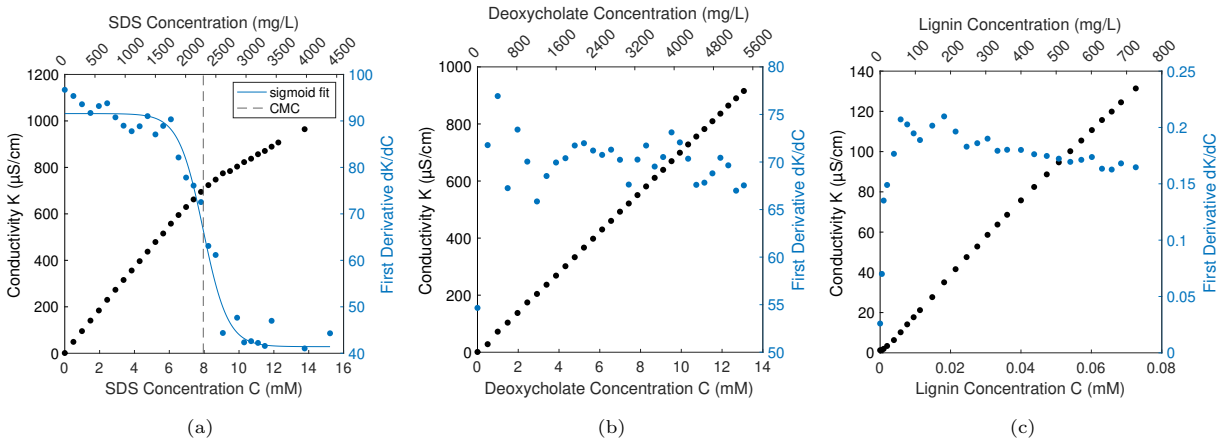 SDS Concentration (mg/L)
0 500 1000 1500 2000 2500 3000 3500 4000 4500
1200 1000 800 600 400 200 0
Conductivity K (µS/cm)
sigmoid fit
CMC
100 90 80 70 60 50 40
First Derivative dK/dC
0 2 4 6 8 10 12 14 16
SDS Concentration C (mM)
(a)
Deoxycholate Concentration (mg/L)
0 800 1600 2400 3200 4000 4800 5600
1000 800 600 400 200 0
Conductivity K (µS/cm)
80 75 70 65 60 55 50
First Derivative dK/dC
0 2 4 6 8 10 12 14
Deoxycholate Concentration C (mM)
(b)
Lignin Concentration (mg/L)
0 100 200 300 400 500 600 700 800
140 120 100 80 60 40 20 0
Conductivity K (µS/cm)
0.25 0.2 0.15 0.1 0.05 0
First Derivative dK/dC
0 0.02 0.04 0.06 0.08
Lignin Concentration C (mM)
(c)